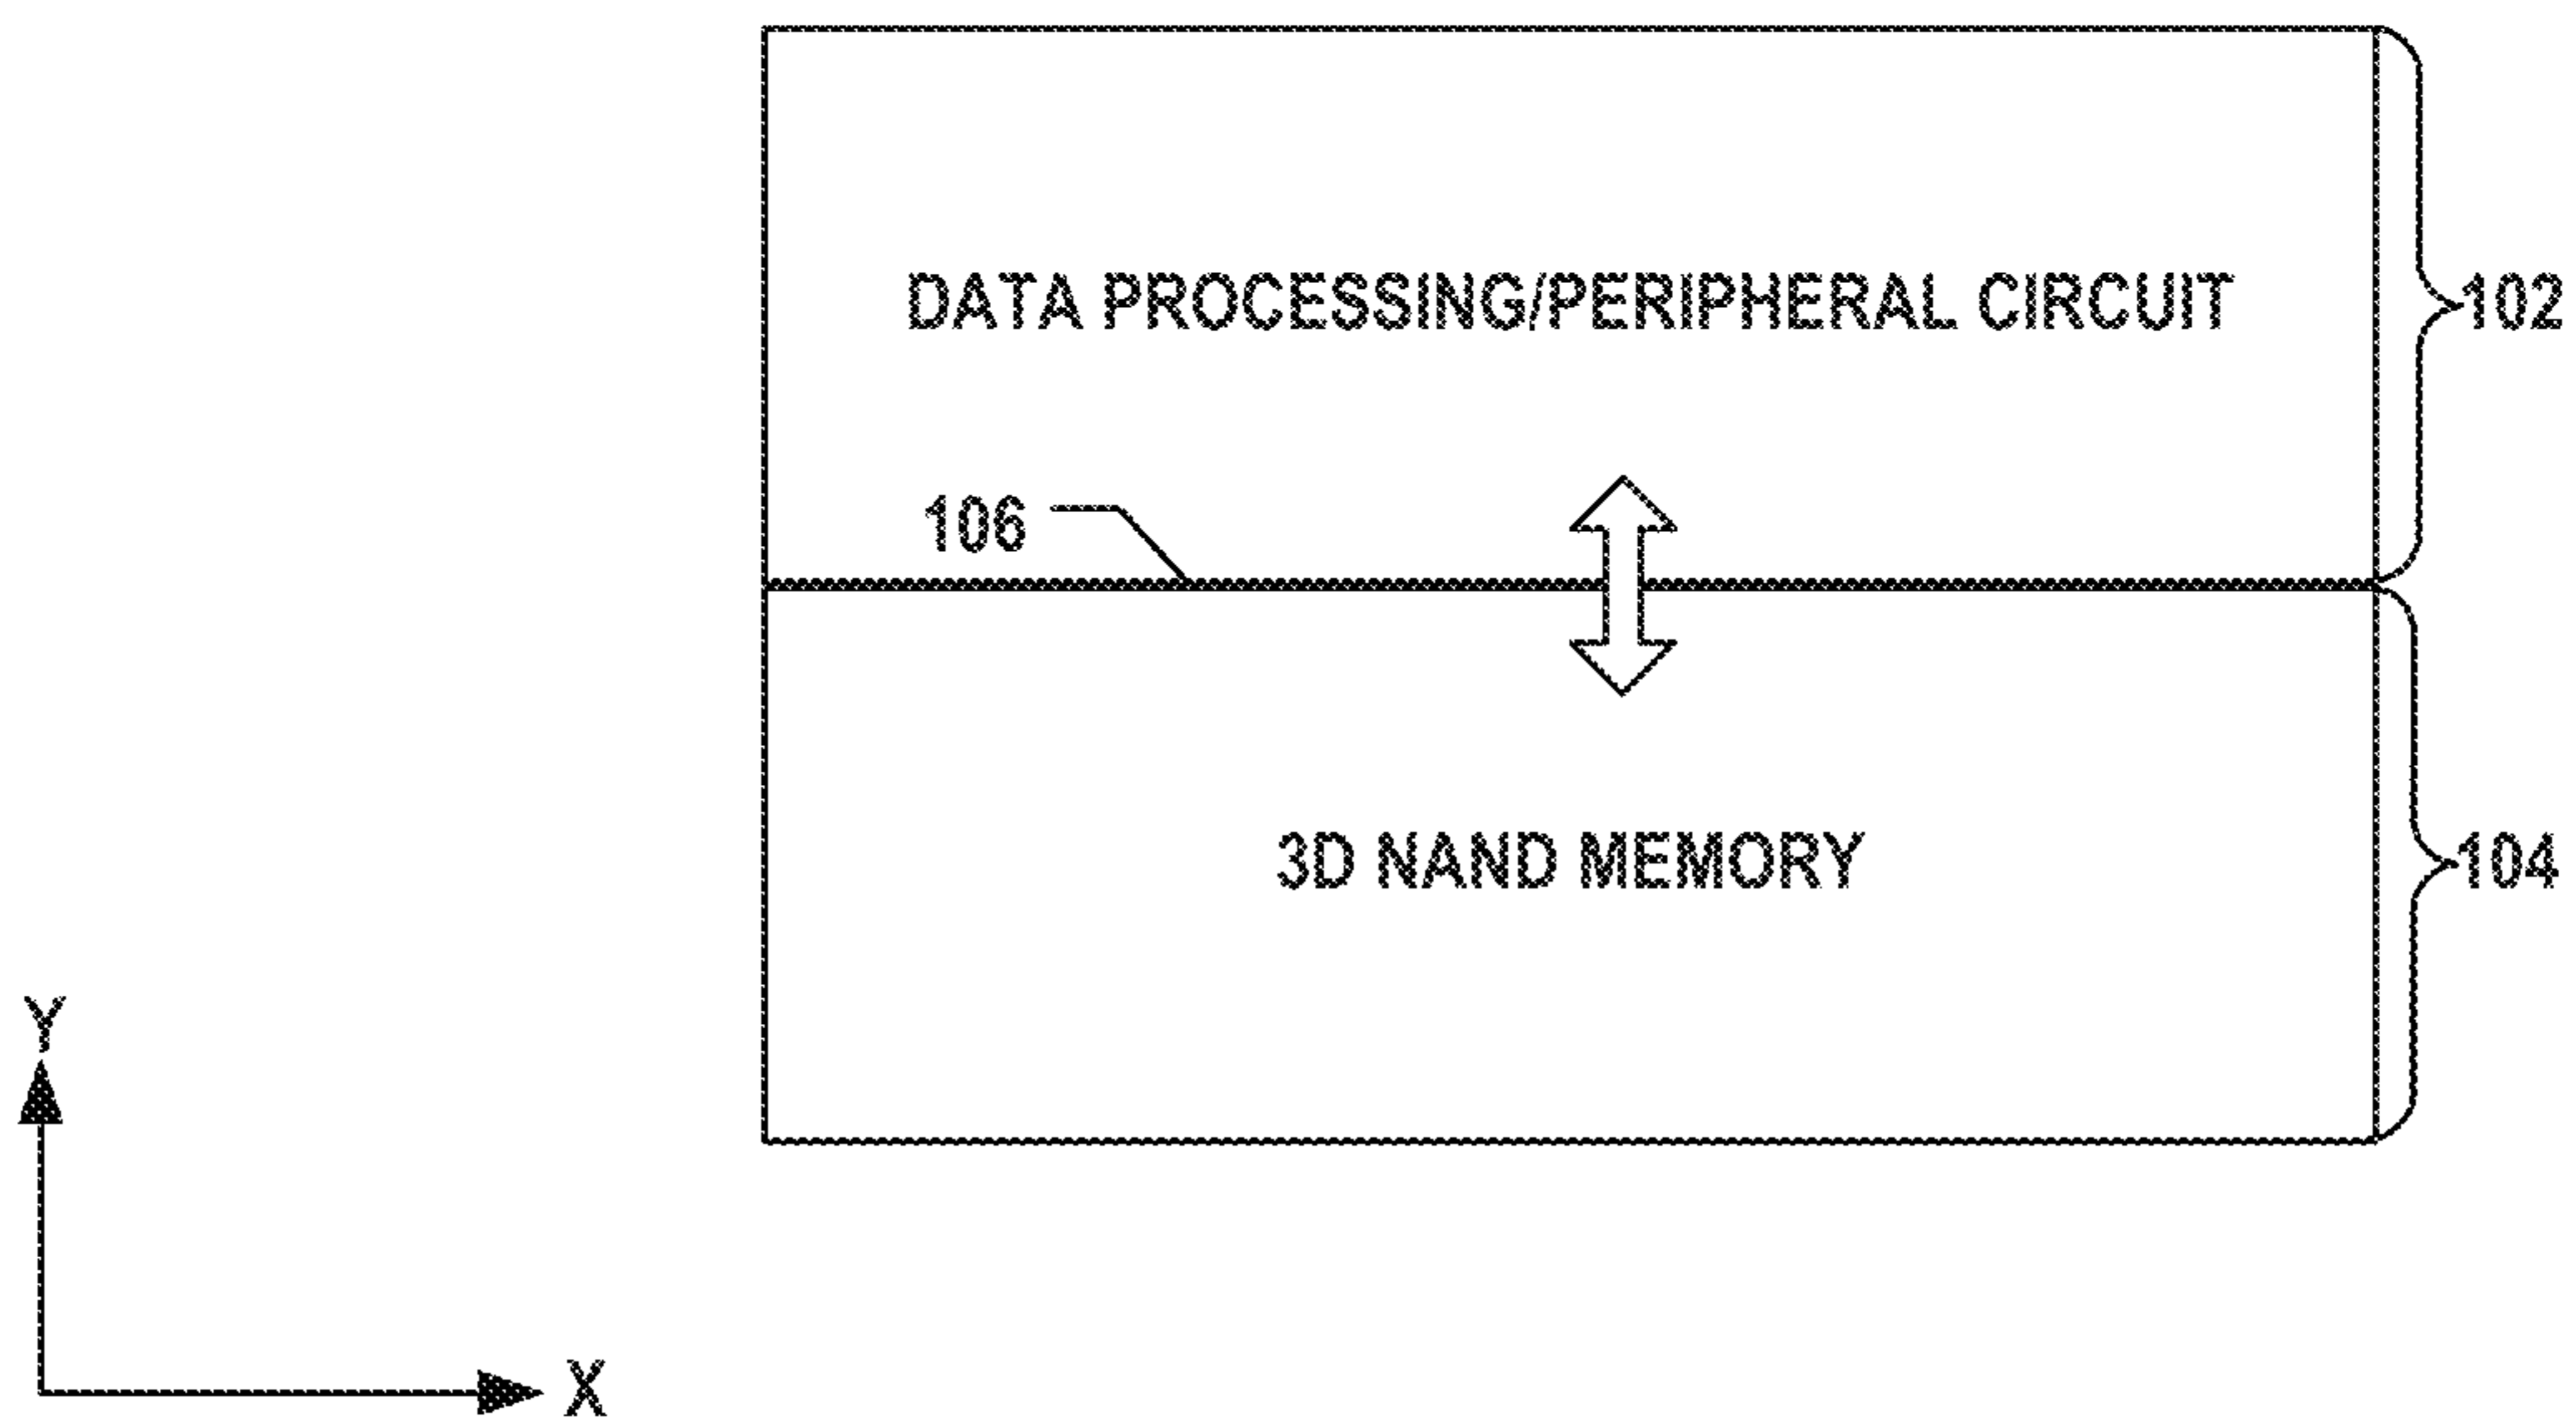 DATA PROCESSING/PERIPHERAL CIRCUIT
102
106
3D NAND MEMORY
104
Y
X